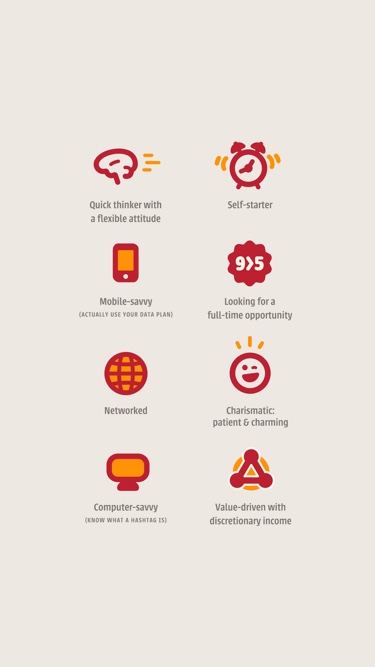 Quick thinker with
a flexible attitude
Self-starter
Mobile-savvy
(ACTUALLY USE YOUR DATA PLAN)
9>5
Looking for a
full-time opportunity
Networked
Charismatic:
patient & charming
Computer-savvy
(KNOW WHAT A HASHTAG IS)
Value-driven with
discretionary income